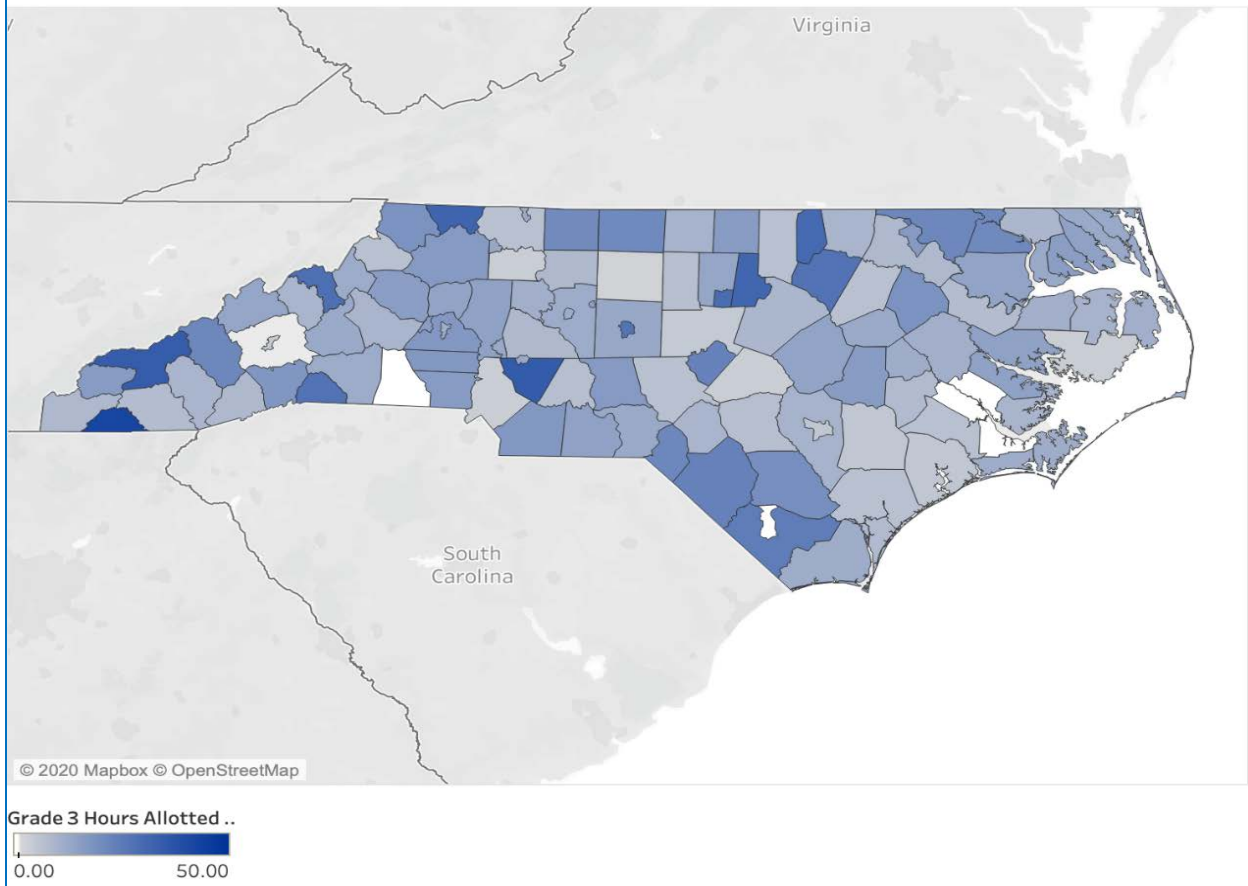 Virginia
South
Carolina
© 2020 Mapbox © OpenStreetMap
Grade 3 Hours Allotted ..
0.00 50.00